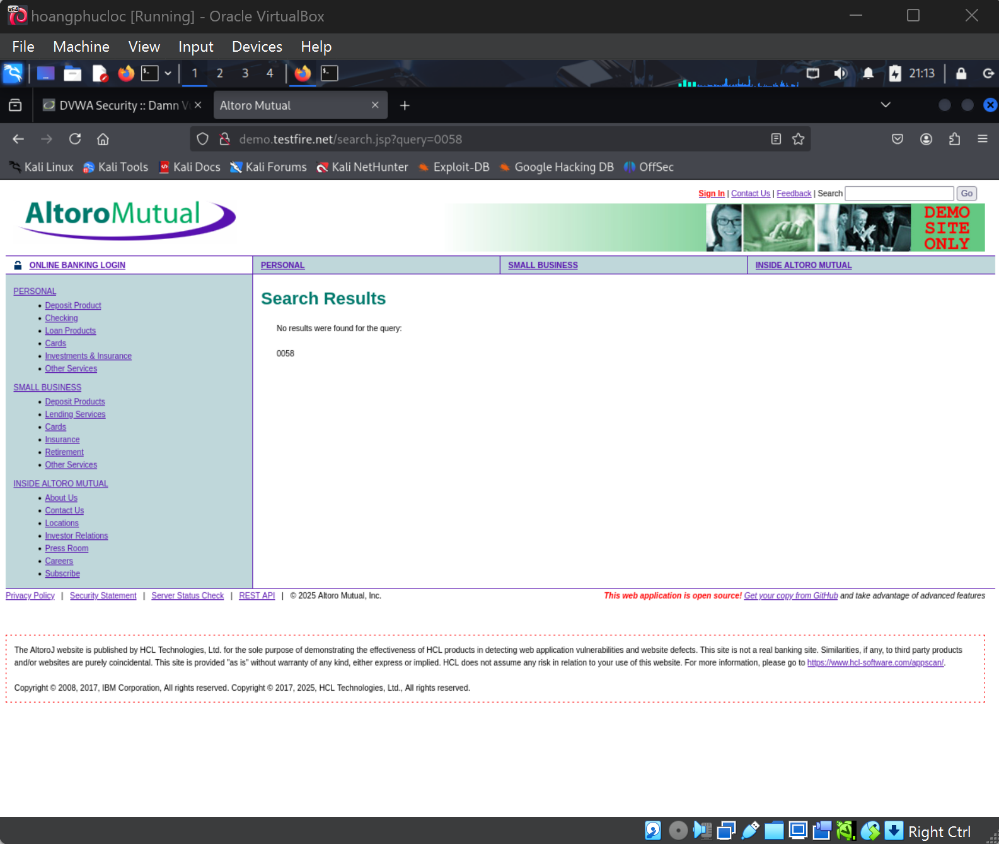 hoangphucloc [Running] - Oracle VirtualBox
File Machine View Input Devices Help
1 2 3 4 21:13
DVWA Security :: Damn Altoro Mutual
demo.testfire.net/search.jsp?query=0058
Kali Linux Kali Tools Kali Docs Kali Forums Kali NetHunter Exploit-DB Google Hacking DB OffSec
Sign In | Contact Us | Feedback | Search Go
AltoroMutual
DEMO
SITE
ONLY
ONLINE BANKING LOGIN PERSONAL SMALL BUSINESS INSIDE ALTORO MUTUAL
PERSONAL
Deposit Product
Checking
Loan Products
Cards
Investments & Insurance
Other Services
SMALL BUSINESS
Deposit Products
Lending Services
Cards
Insurance
Retirement
Other Services
INSIDE ALTORO MUTUAL
About Us
Contact Us
Locations
Investor Relations
Press Room
Careers
Subscribe
Search Results
No results were found for the query:
0058
Privacy Policy | Security Statement | Server Status Check | REST API | © 2025 Altoro Mutual, Inc.
This web application is open source! Get your copy from GitHub and take advantage of advanced features
The AltoroJ website is published by HCL Technologies, Ltd. for the sole purpose of demonstrating the effectiveness of HCL products in detecting web application vulnerabilities and website defects. This site is not a real banking site. Similarities, if any, to third party products
and/or websites are purely coincidental. This site is provided "as is" without warranty of any kind, either express or implied. HCL does not assume any risk in relation to your use of this website. For more information, please go to https://www.hcl-software.com/appscan/.
Copyright © 2008, 2017, IBM Corporation, All rights reserved. Copyright © 2017, 2025, HCL Technologies, Ltd., All rights reserved.
Right Ctrl